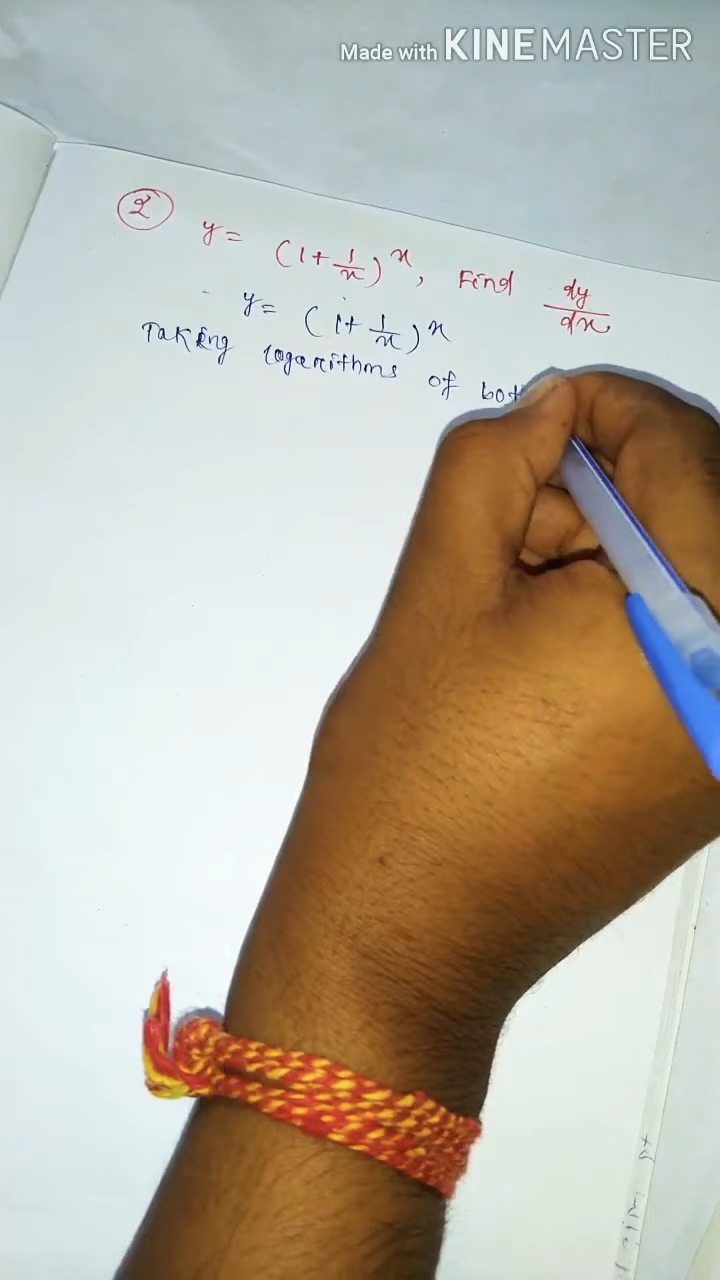 Made with KINEMASTER
② y = (1 + 1/x)^x, Find dy/dx
y = (1 + 1/x)^x
Taking logarithms of bot